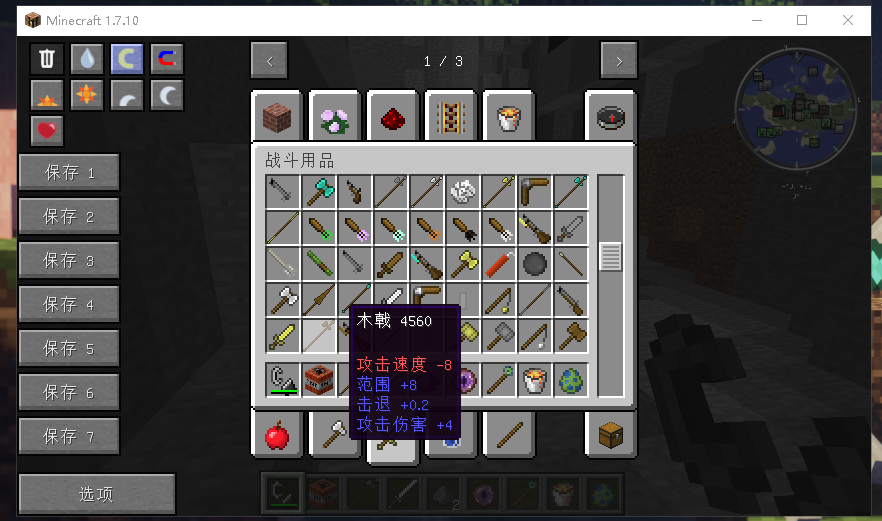 Minecraft 1.7.10
< 1 / 3 >
战斗用品
保存 1
保存 2
保存 3
保存 4
保存 5
保存 6
保存 7
选项
木戟 4560
攻击速度 -8
范围 +8
击退 +0.2
攻击伤害 +4
2